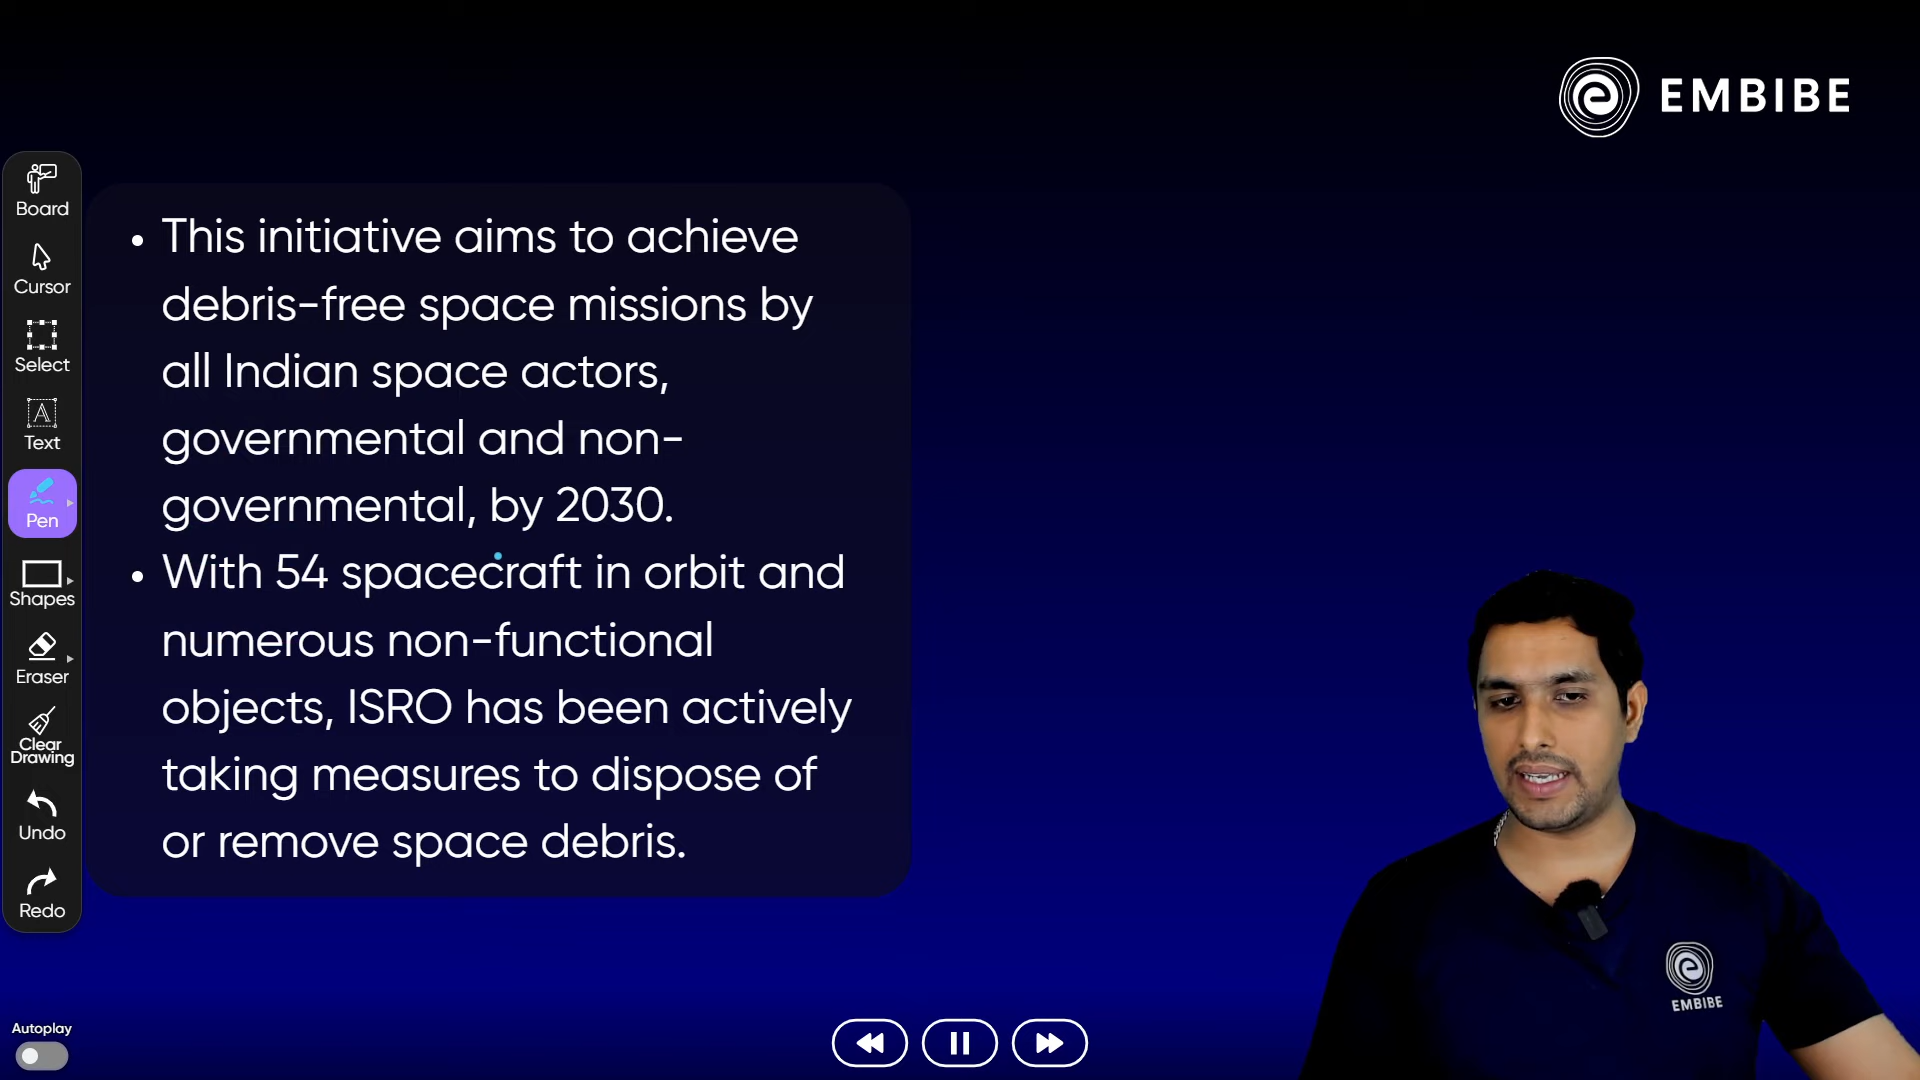 EMBIBE
Board
Cursor
Select
Text
Pen
Shapes
Eraser
Clear
Drawing
Undo
Redo
Autoplay
• This initiative aims to achieve
debris-free space missions by
all Indian space actors,
governmental and non-
governmental, by 2030.
• With 54 spacecraft in orbit and
numerous non-functional
objects, ISRO has been actively
taking measures to dispose of
or remove space debris.
EMBIBE